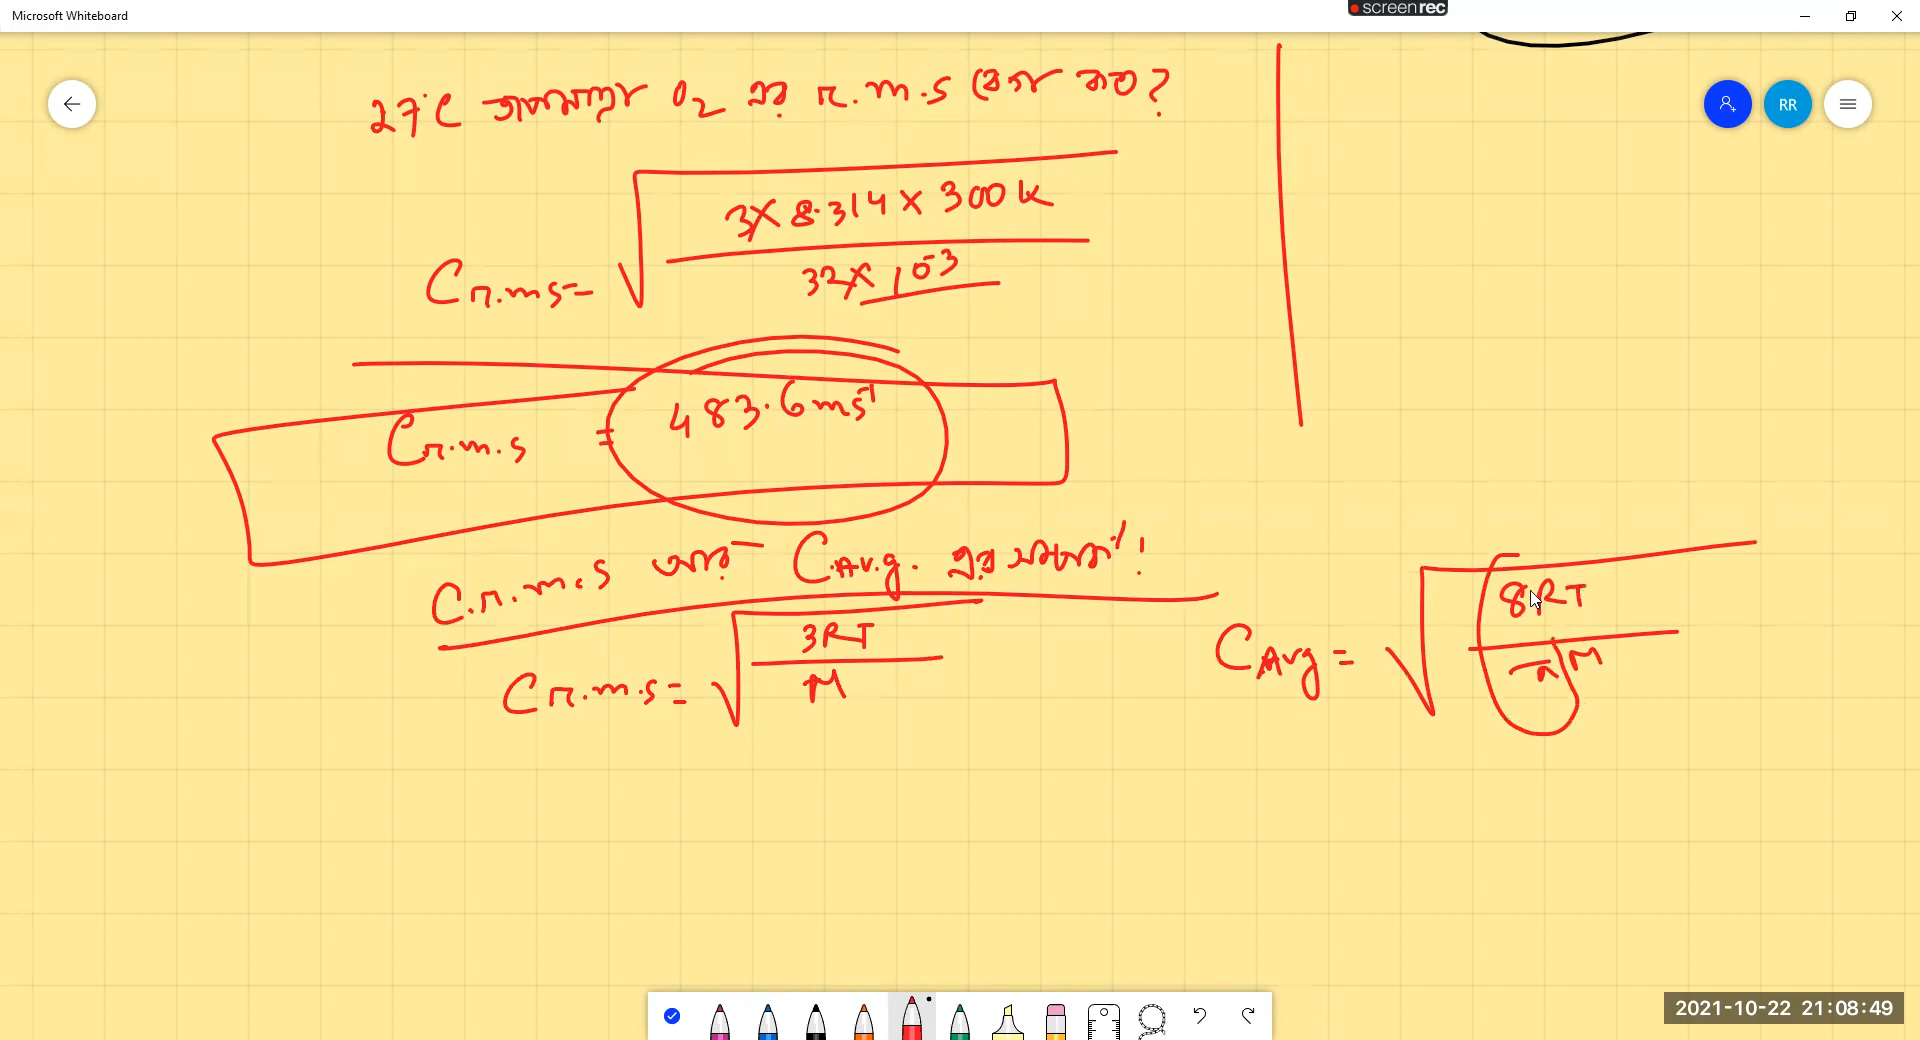 Microsoft Whiteboard
screenrec
RR
27°C তাপমাত্রায় O2 এর r.m.s বেগ কত?
Cr.m.s = √(3×8.314×300K / 32×10-3)
Cr.m.s = 483.6ms-1
C.r.m.s এবং CAv.g. এর সম্পর্ক!
Cr.m.s = √(3RT / M)
CAvg = √(8RT / πM)
2021-10-22 21:08:49